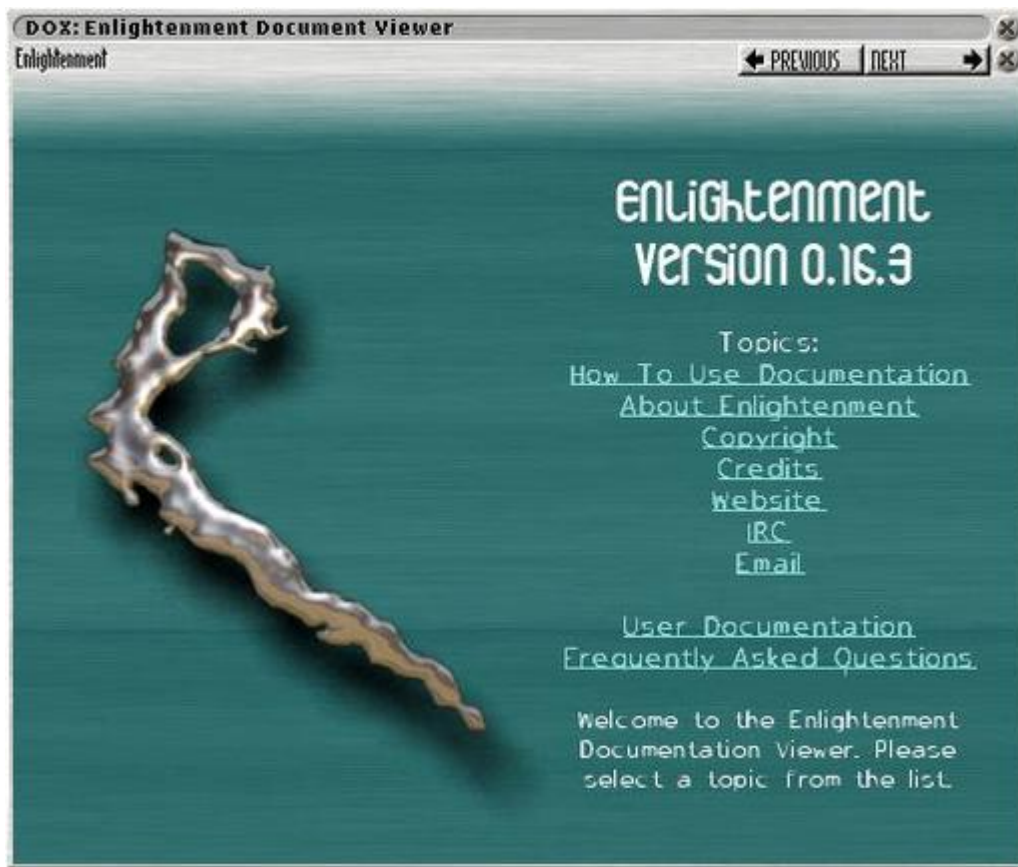 DOX: Enlightenment Document Viewer
Enlightenment
PREVIOUS NEXT
Enlightenment
Version 0.16.3
Topics:
How To Use Documentation
About Enlightenment
Copyright
Credits
Website
IRC
Email
User Documentation
Frequently Asked Questions
Welcome to the Enlightenment
Documentation Viewer. Please
select a topic from the list.